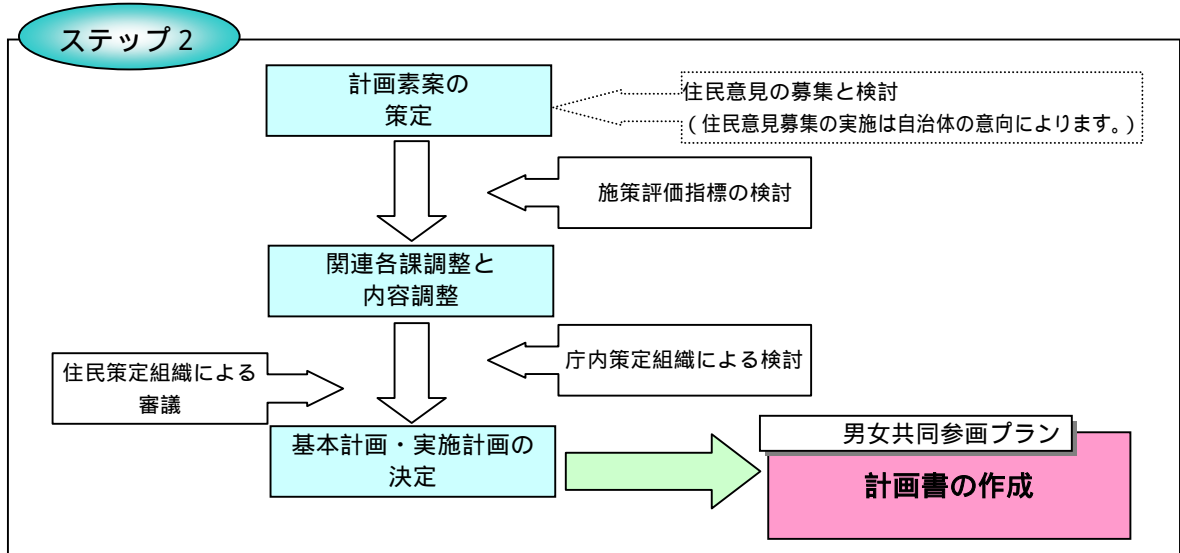 ステップ2
計画素案の
策定
住民意見の募集と検討
(住民意見募集の実施は自治体の意向によります。)
施策評価指標の検討
関連各課調整と
内容調整
住民策定組織による
審議
庁内策定組織による検討
基本計画・実施計画の
決定
男女共同参画プラン
計画書の作成